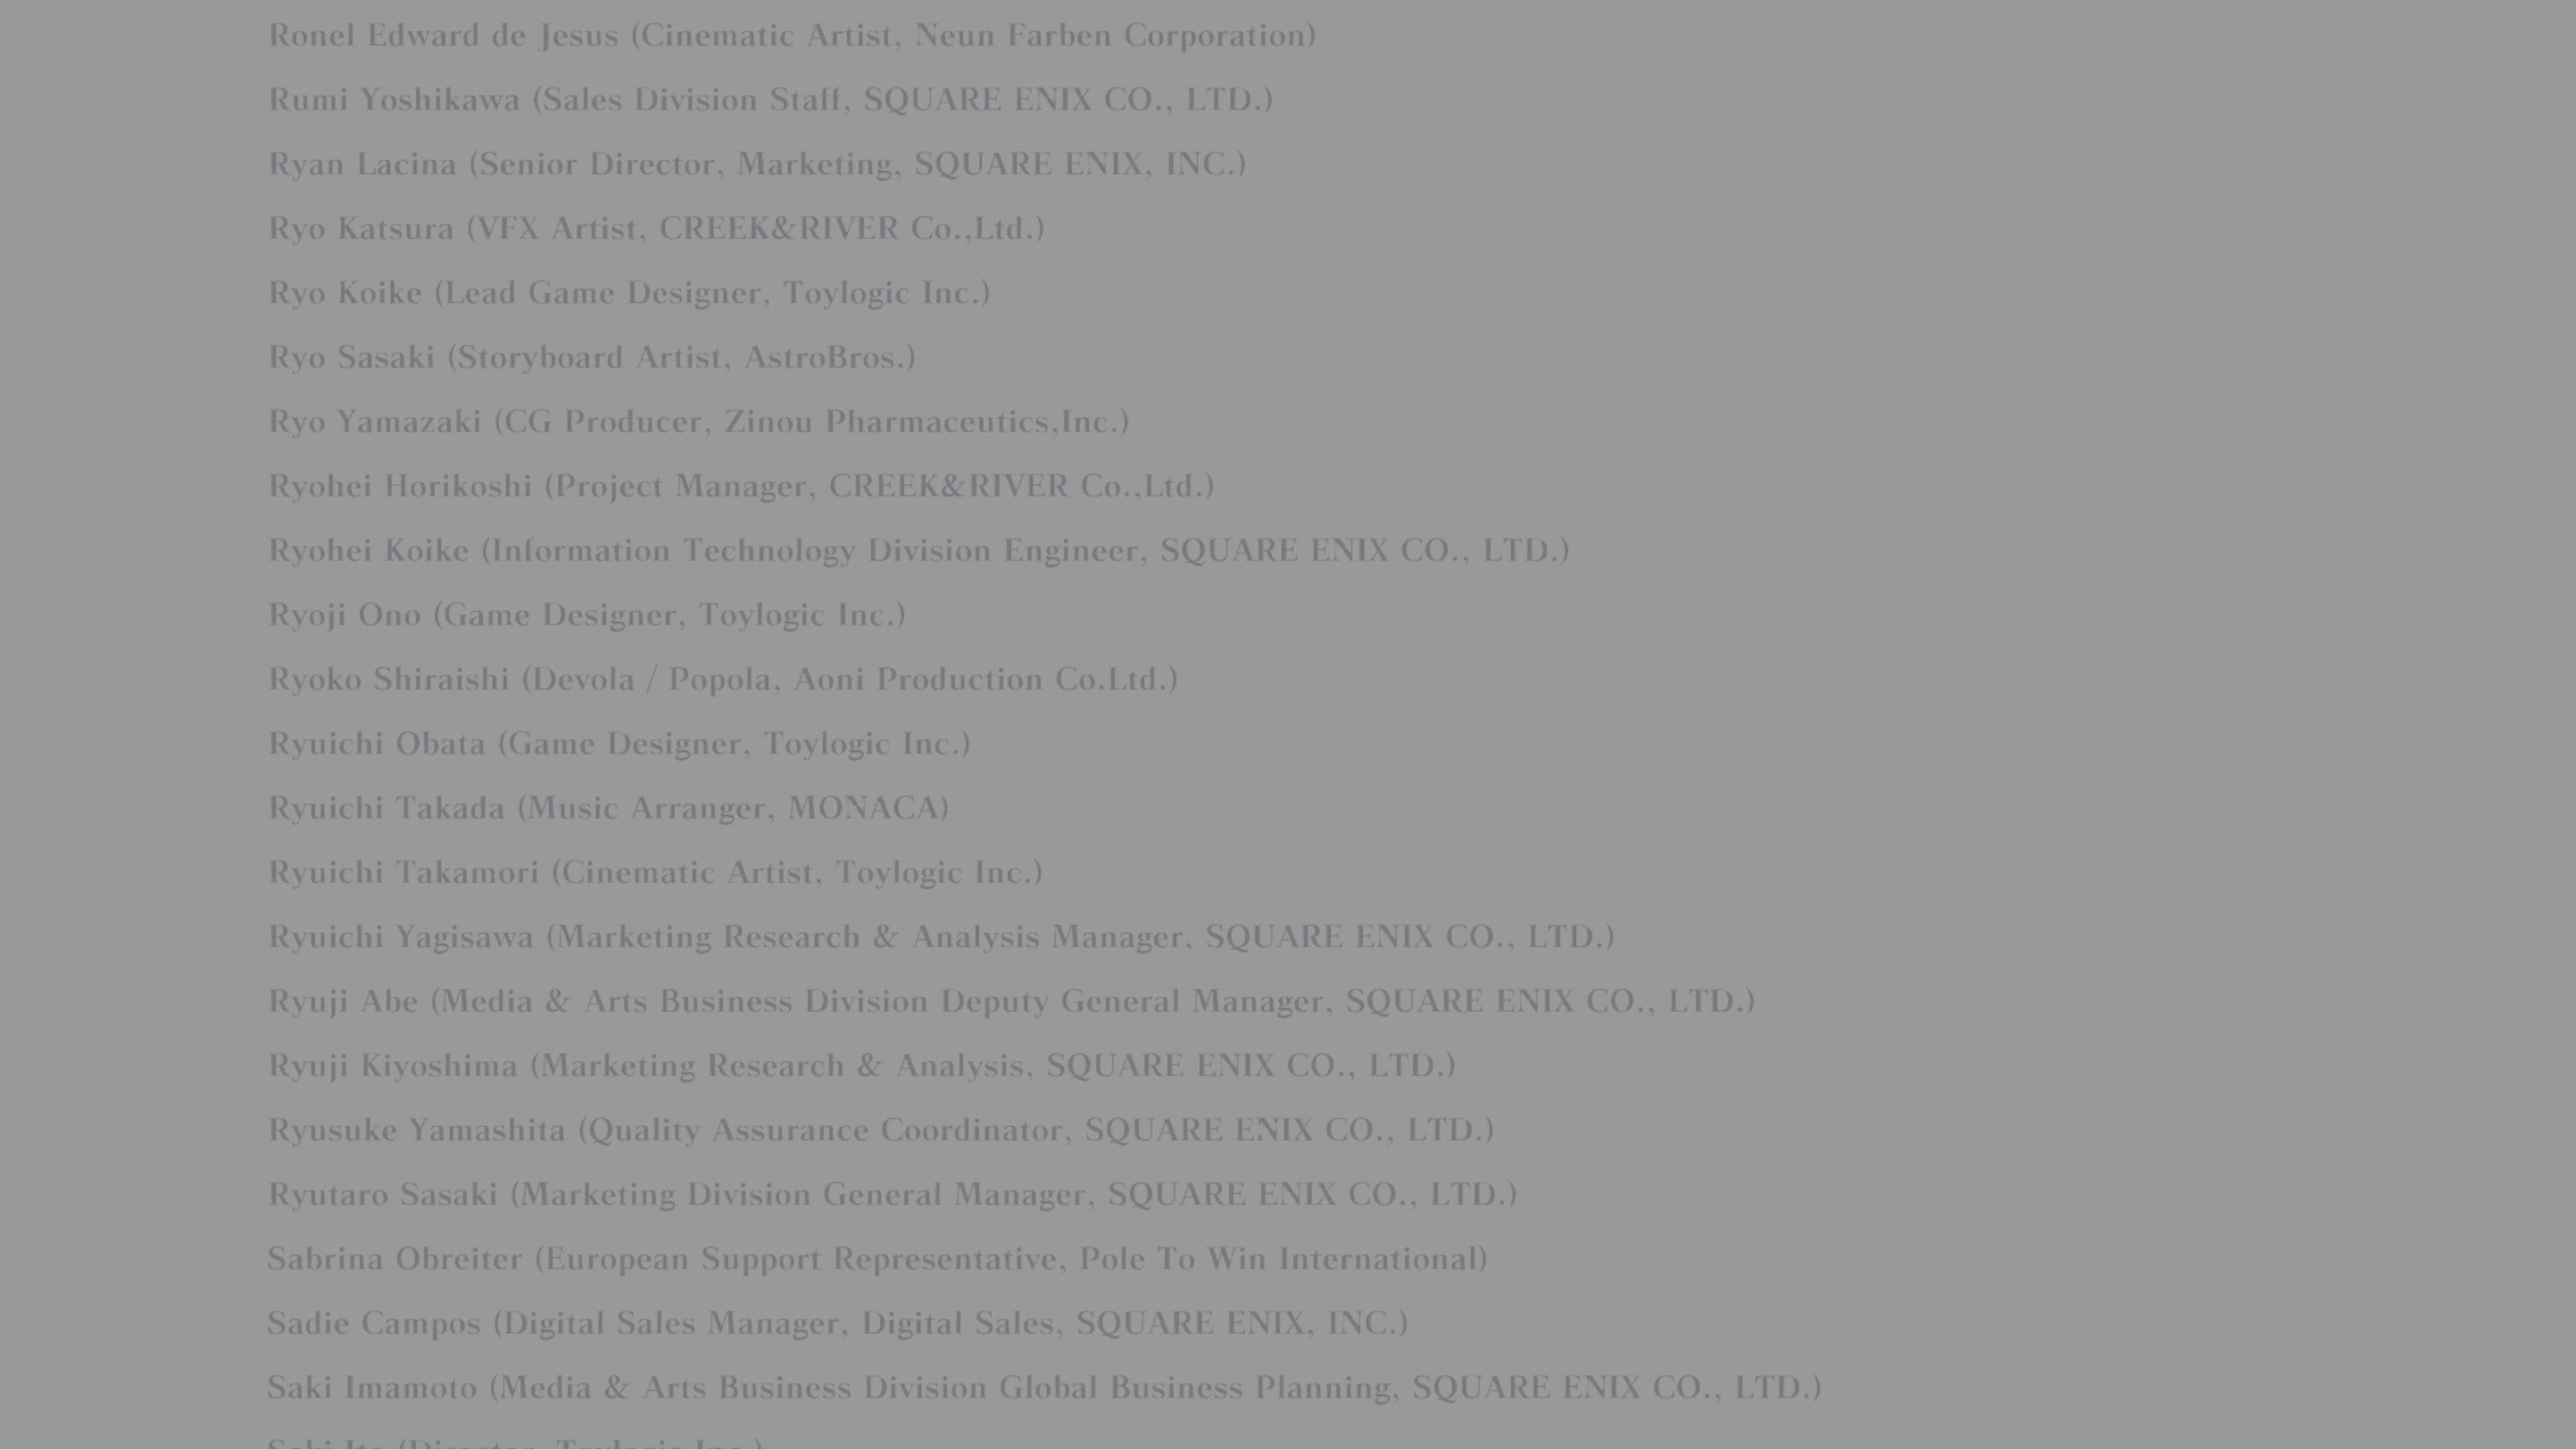 Ronel Edward de Jesus (Cinematic Artist, Neun Farben Corporation)
Rumi Yoshikawa (Sales Division Staff, SQUARE ENIX CO., LTD.)
Ryan Lacina (Senior Director, Marketing, SQUARE ENIX, INC.)
Ryo Katsura (VFX Artist, CREEK&RIVER Co.,Ltd.)
Ryo Koike (Lead Game Designer, Toylogic Inc.)
Ryo Sasaki (Storyboard Artist, AstroBros.)
Ryo Yamazaki (CG Producer, Zinou Pharmaceutics,Inc.)
Ryohei Horikoshi (Project Manager, CREEK&RIVER Co.,Ltd.)
Ryohei Koike (Information Technology Division Engineer, SQUARE ENIX CO., LTD.)
Ryoji Ono (Game Designer, Toylogic Inc.)
Ryoko Shiraishi (Devola / Popola, Aoni Production Co.Ltd.)
Ryuichi Obata (Game Designer, Toylogic Inc.)
Ryuichi Takada (Music Arranger, MONACA)
Ryuichi Takamori (Cinematic Artist, Toylogic Inc.)
Ryuichi Yagisawa (Marketing Research & Analysis Manager, SQUARE ENIX CO., LTD.)
Ryuji Abe (Media & Arts Business Division Deputy General Manager, SQUARE ENIX CO., LTD.)
Ryuji Kiyoshima (Marketing Research & Analysis, SQUARE ENIX CO., LTD.)
Ryusuke Yamashita (Quality Assurance Coordinator, SQUARE ENIX CO., LTD.)
Ryutaro Sasaki (Marketing Division General Manager, SQUARE ENIX CO., LTD.)
Sabrina Obreiter (European Support Representative, Pole To Win International)
Sadie Campos (Digital Sales Manager, Digital Sales, SQUARE ENIX, INC.)
Saki Imamoto (Media & Arts Business Division Global Business Planning, SQUARE ENIX CO., LTD.)
Saki Ito (Director, Toylogic Inc.)